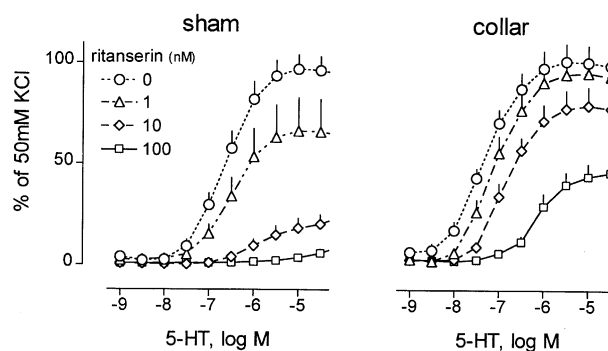 sham
collar
ritanserin (nM)
0
1
10
100
% of 50mM KCl
100
50
0
-9 -8 -7 -6 -5
-9 -8 -7 -6 -5
5-HT, log M
5-HT, log M